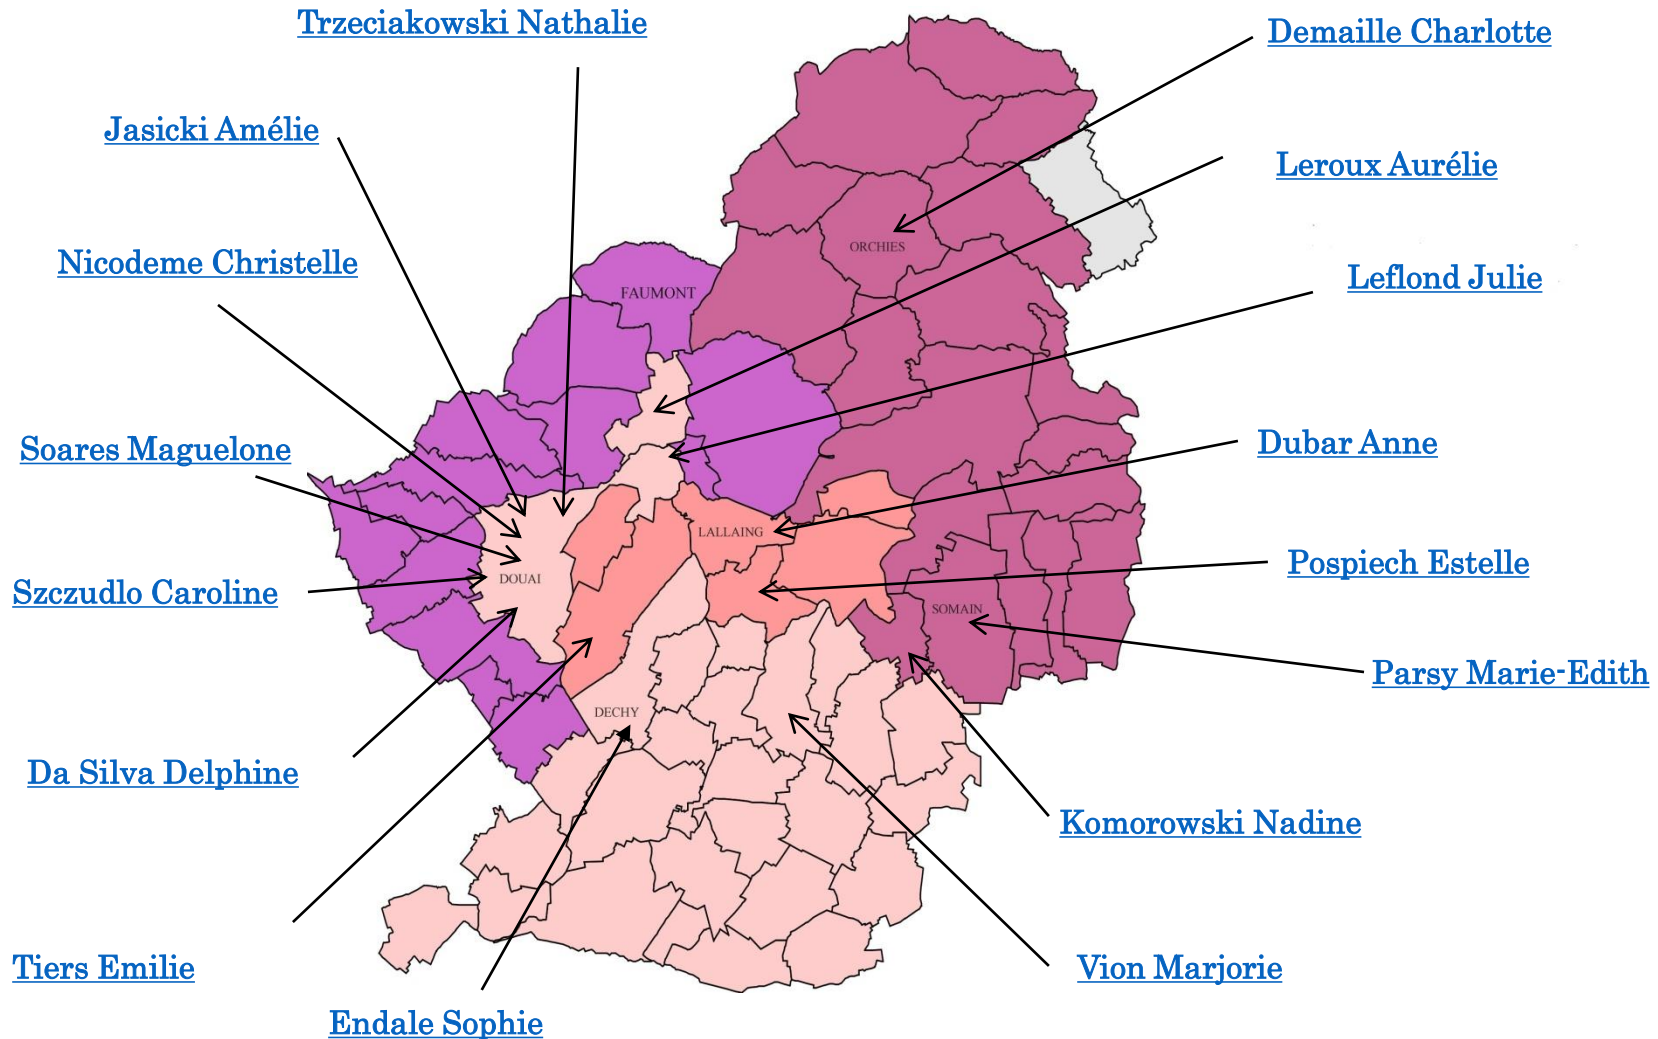 Trzeciakowski Nathalie
Demaille Charlotte
Jasicki Amélie
Leroux Aurélie
Nicodeme Christelle
ORCHIES
Leflond Julie
FAUMONT
Soares Maguelone
Dubar Anne
LALLAING
Pospiech Estelle
DOUAI
Szczudlo Caroline
SOMAIN
Parsy Marie-Edith
DECHY
Da Silva Delphine
Komorowski Nadine
Tiers Emilie
Vion Marjorie
Endale Sophie